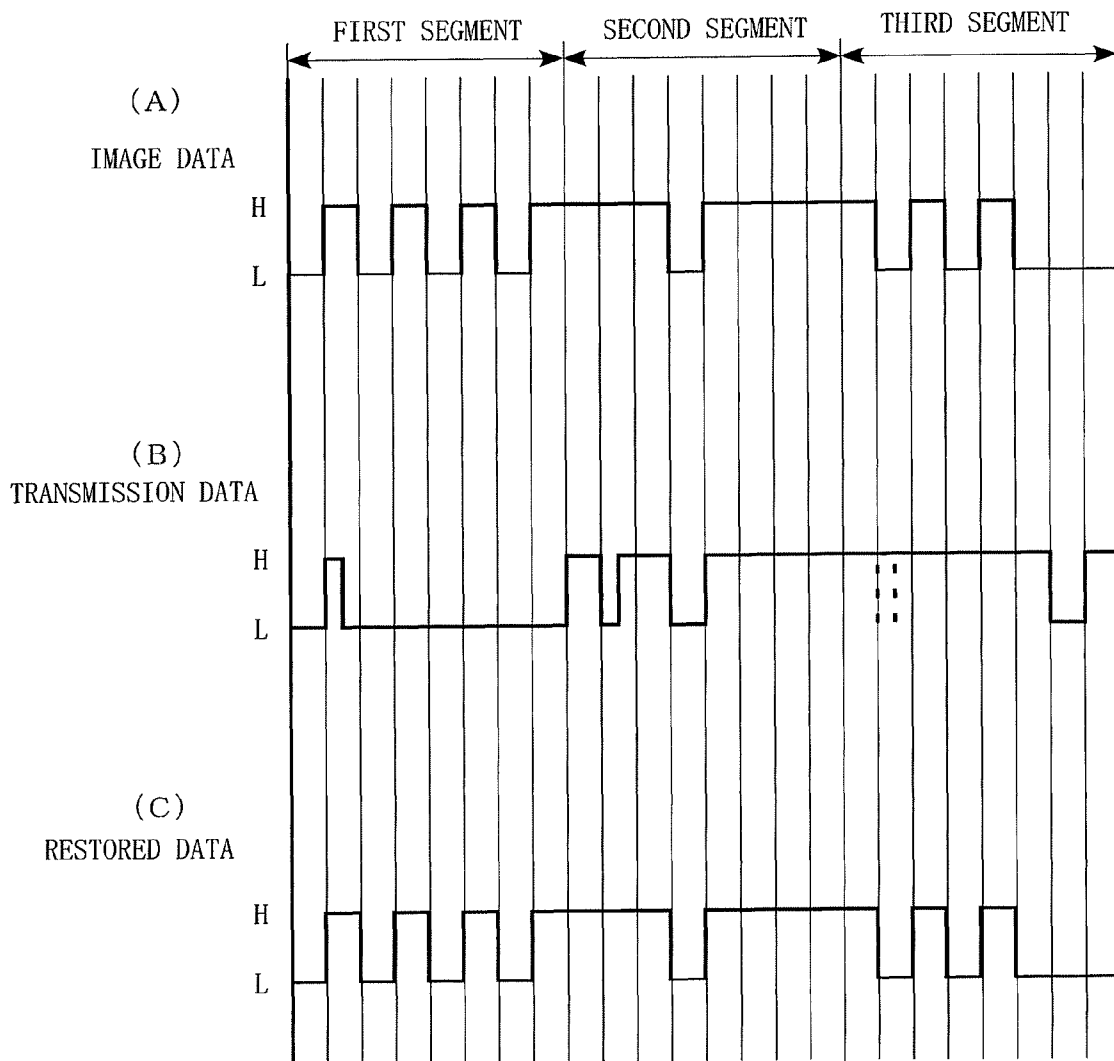 FIRST SEGMENT
SECOND SEGMENT
THIRD SEGMENT
(A)
IMAGE DATA
H
L
(B)
TRANSMISSION DATA
H
L
(C)
RESTORED DATA
H
L